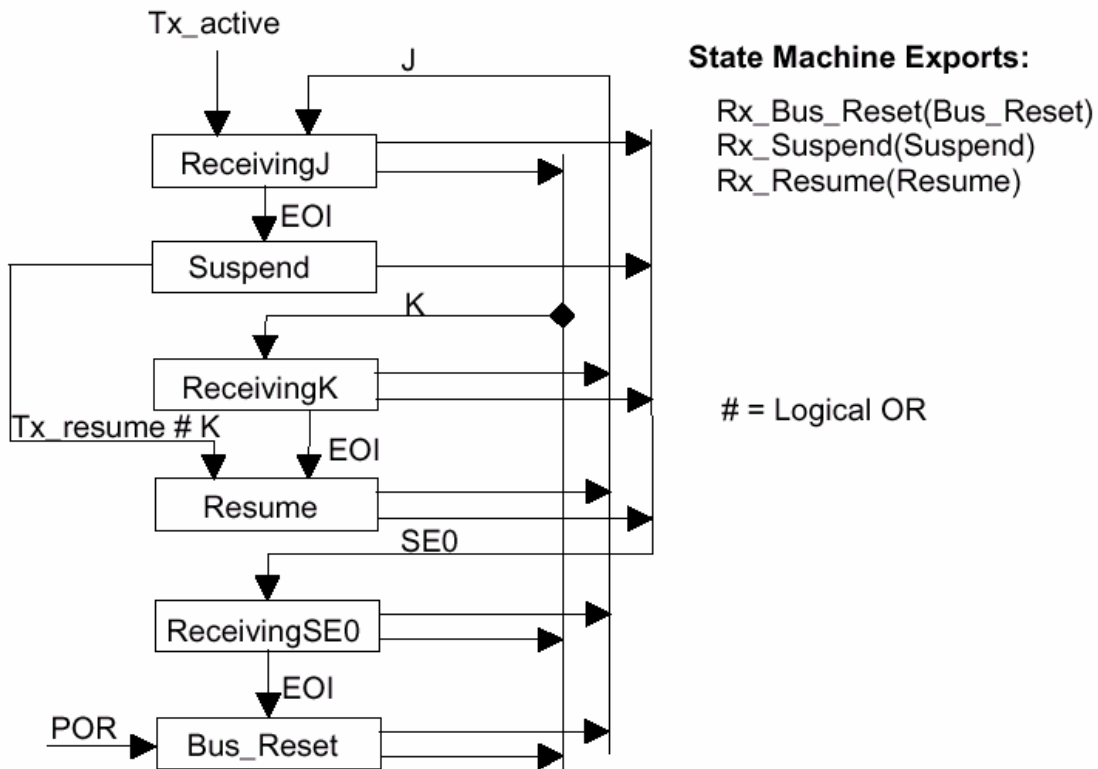 Tx_active
J
State Machine Exports:
Rx_Bus_Reset(Bus_Reset)
Rx_Suspend(Suspend)
Rx_Resume(Resume)
ReceivingJ
EOI
Suspend
K
ReceivingK
Tx_resume # K
# = Logical OR
EOI
Resume
SE0
ReceivingSE0
EOI
POR
Bus_Reset